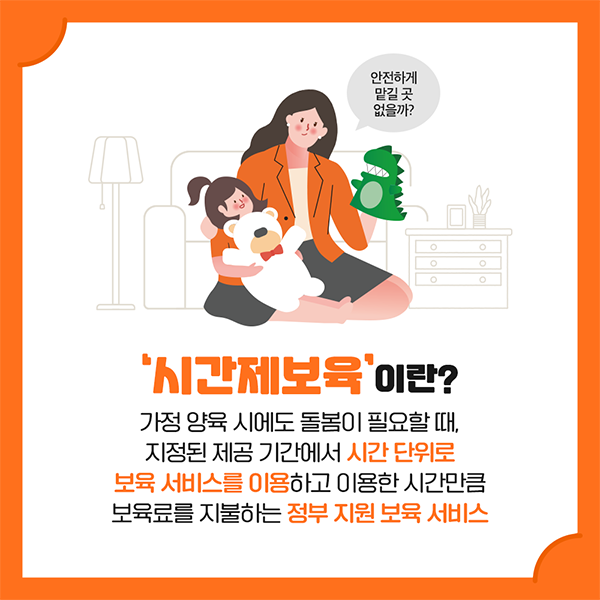 안전하게
맡길 곳
없을까?
‘시간제보육’이란?
가정 양육 시에도 돌봄이 필요할 때,
지정된 제공 기간에서 시간 단위로
보육 서비스를 이용하고 이용한 시간만큼
보육료를 지불하는 정부 지원 보육 서비스